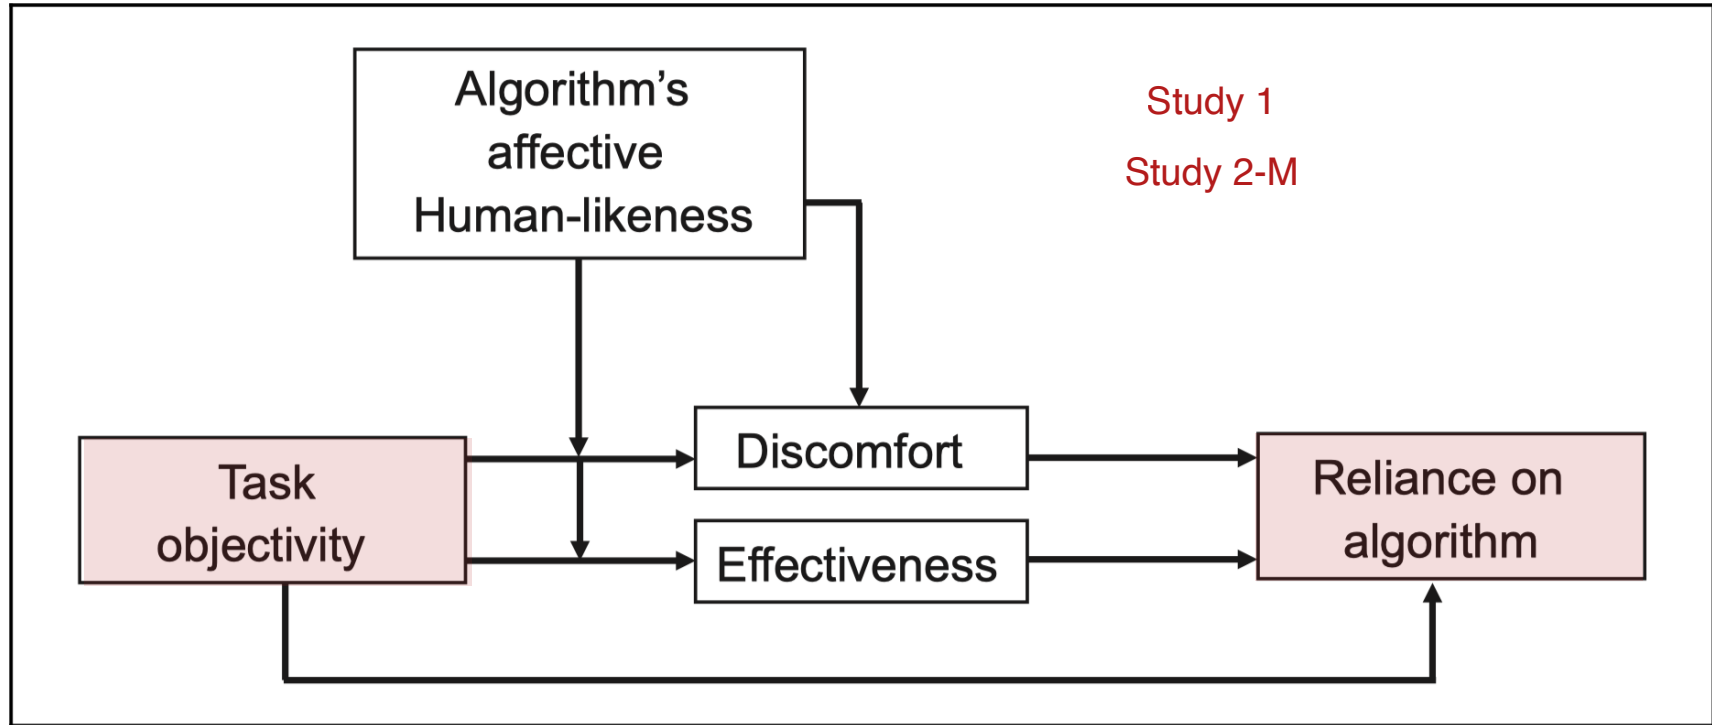 Algorithm’s
affective
Human-likeness
Study 1
Study 2-M
Task
objectivity
Discomfort
Effectiveness
Reliance on
algorithm